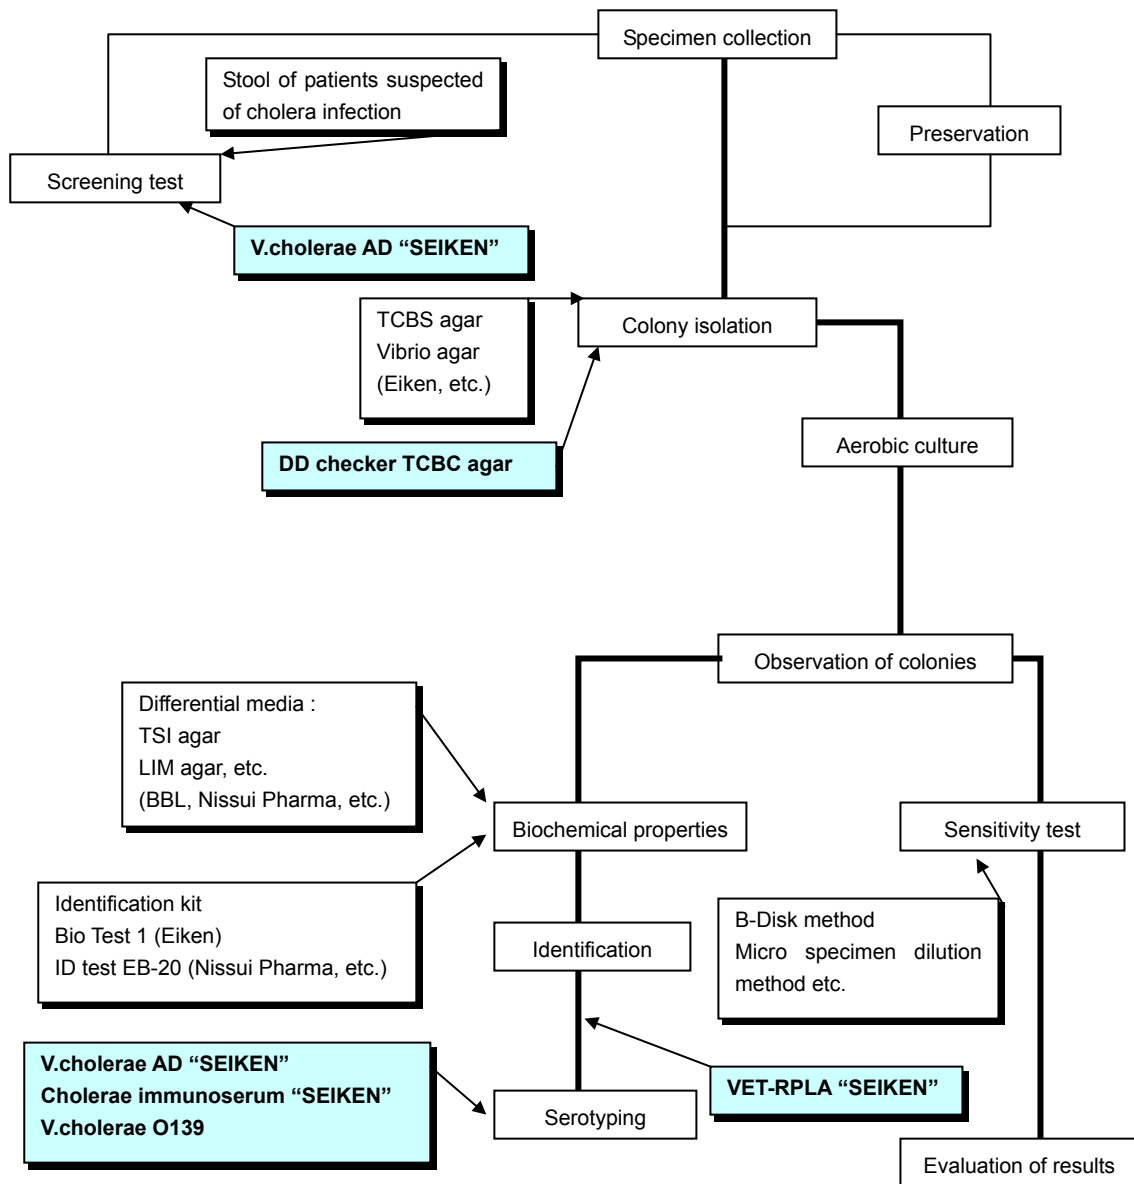 Specimen collection
Stool of patients suspected
of cholera infection
Preservation
Screening test
V.cholerae AD “SEIKEN”
TCBS agar
Vibrio agar
(Eiken, etc.)
Colony isolation
DD checker TCBC agar
Aerobic culture
Observation of colonies
Differential media :
TSI agar
LIM agar, etc.
(BBL, Nissui Pharma, etc.)
Biochemical properties
Sensitivity test
Identification kit
Bio Test 1 (Eiken)
ID test EB-20 (Nissui Pharma, etc.)
Identification
B-Disk method
Micro specimen dilution
method etc.
V.cholerae AD “SEIKEN”
Cholerae immunoserum “SEIKEN”
V.cholerae O139
VET-RPLA “SEIKEN”
Serotyping
Evaluation of results